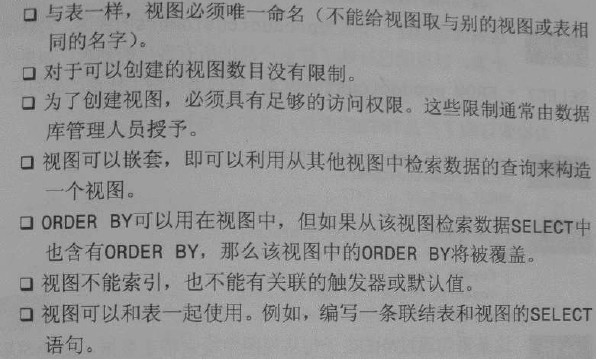 ❑ 与表一样，视图必须唯一命名（不能给视图取与别的视图或表相
同的名字）。
❑ 对于可以创建的视图数目没有限制。
❑ 为了创建视图，必须具有足够的访问权限。这些限制通常由数据
库管理人员授予。
❑ 视图可以嵌套，即可以利用从其他视图中检索数据的查询来构造
一个视图。
❑ ORDER BY可以用在视图中，但如果从该视图检索数据SELECT中
也含有ORDER BY，那么该视图中的ORDER BY将被覆盖。
❑ 视图不能索引，也不能有关联的触发器或默认值。
❑ 视图可以和表一起使用。例如，编写一条联结表和视图的SELECT
语句。